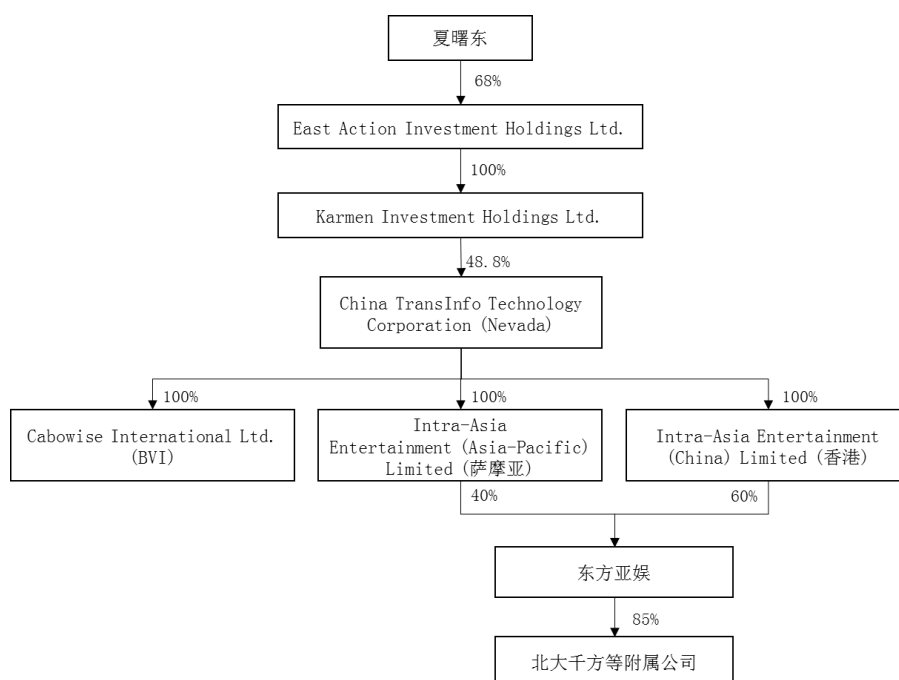 夏曙东
68%
East Action Investment Holdings Ltd.
100%
Karmen Investment Holdings Ltd.
48.8%
China TransInfo Technology
Corporation (Nevada)
100%
100%
100%
Cabowise International Ltd.
(BVI)
Intra-Asia
Entertainment (Asia-Pacific)
Limited (萨摩亚)
Intra-Asia Entertainment
(China) Limited (香港)
40%
60%
东方亚娱
85%
北大千方等附属公司